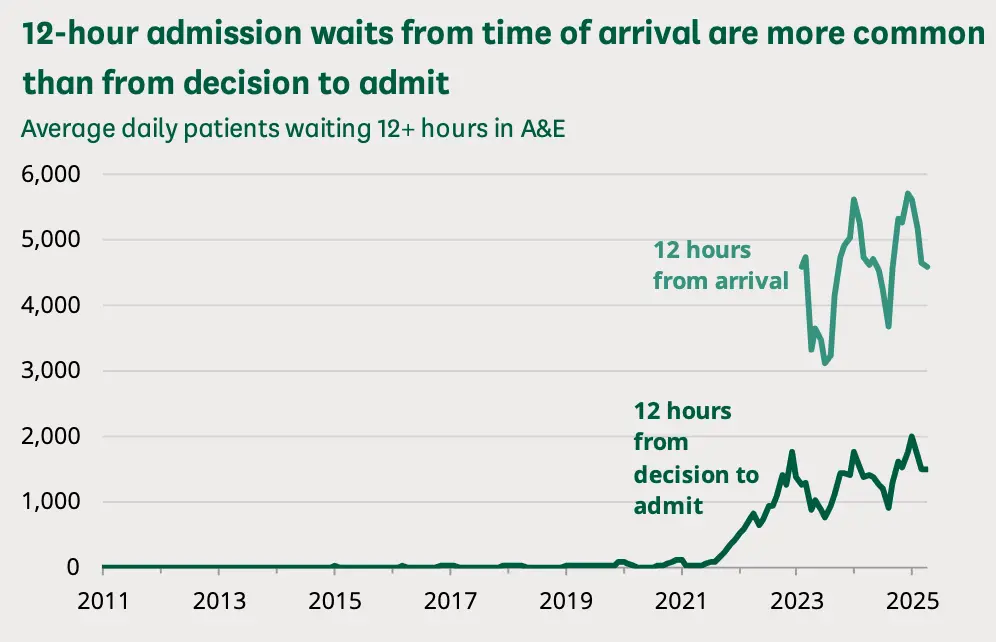 12-hour admission waits from time of arrival are more common
than from decision to admit
Average daily patients waiting 12+ hours in A&E
6,000
5,000
4,000
3,000
2,000
1,000
0
12 hours
from arrival
12 hours
from
decision to
admit
2011 2013 2015 2017 2019 2021 2023 2025